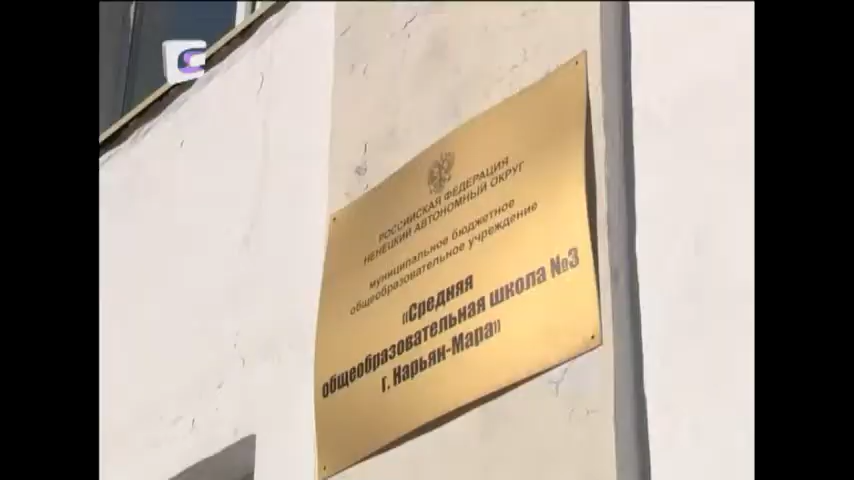 РОССИЙСКАЯ ФЕДЕРАЦИЯ
НЕНЕЦКИЙ АВТОНОМНЫЙ ОКРУГ
муниципальное бюджетное
общеобразовательное учреждение
«Средняя
общеобразовательная школа №3
г. Нарьян-Мара»